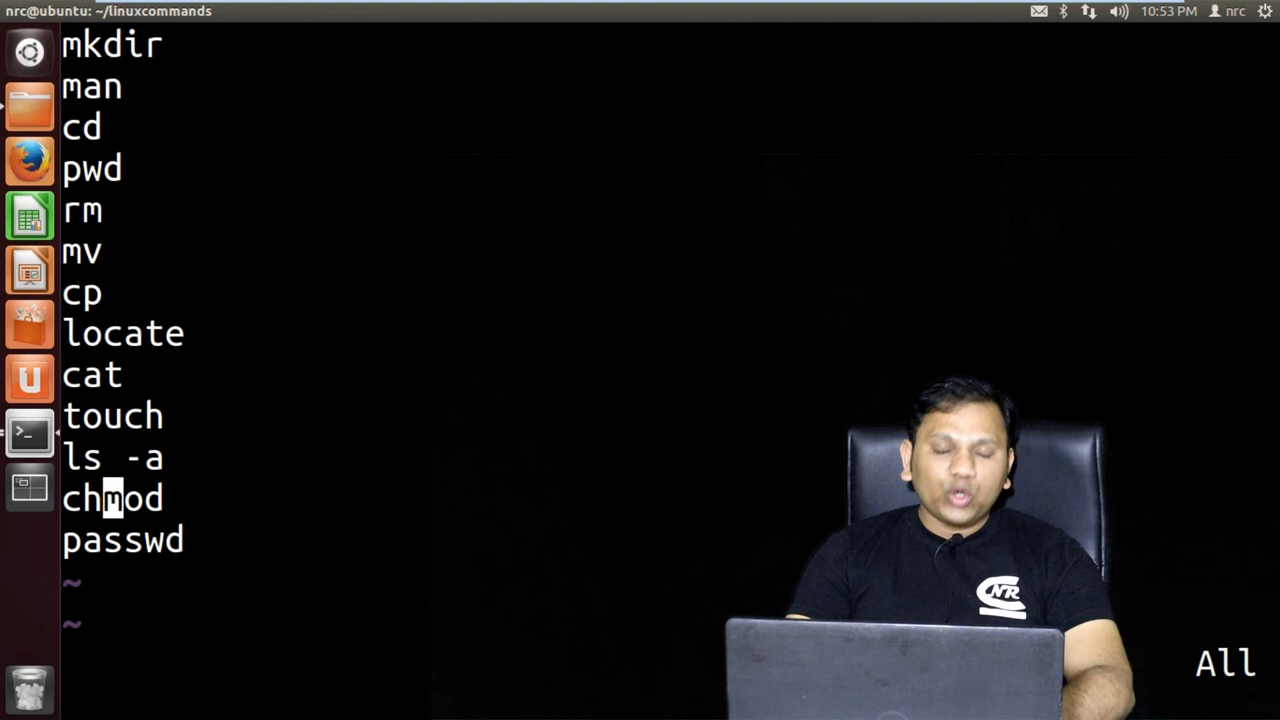 nrc@ubuntu: ~/linuxcommands
10:53 PM
nrc
mkdir
man
cd
pwd
rm
mv
cp
locate
cat
touch
ls -a
chmod
passwd
~
~
NR
All